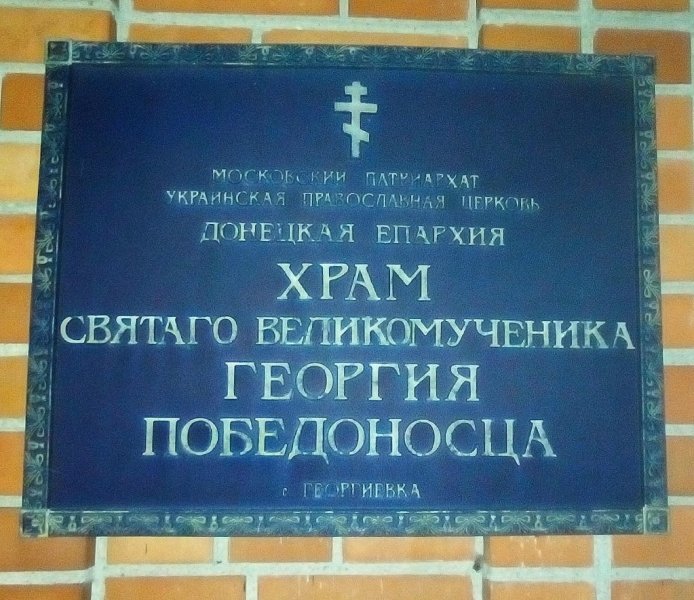 МОСКОВСКИЙ ПАТРИАРХАТ
УКРАИНСКАЯ ПРАВОСЛАВНАЯ ЦЕРКОВЬ
ДОНЕЦКАЯ ЕПАРХИЯ
ХРАМ
СВЯТАГО ВЕЛИКОМУЧЕНИКА
ГЕОРГИЯ
ПОБЕДОНОСЦА
с. ГЕОРГИЕВКА